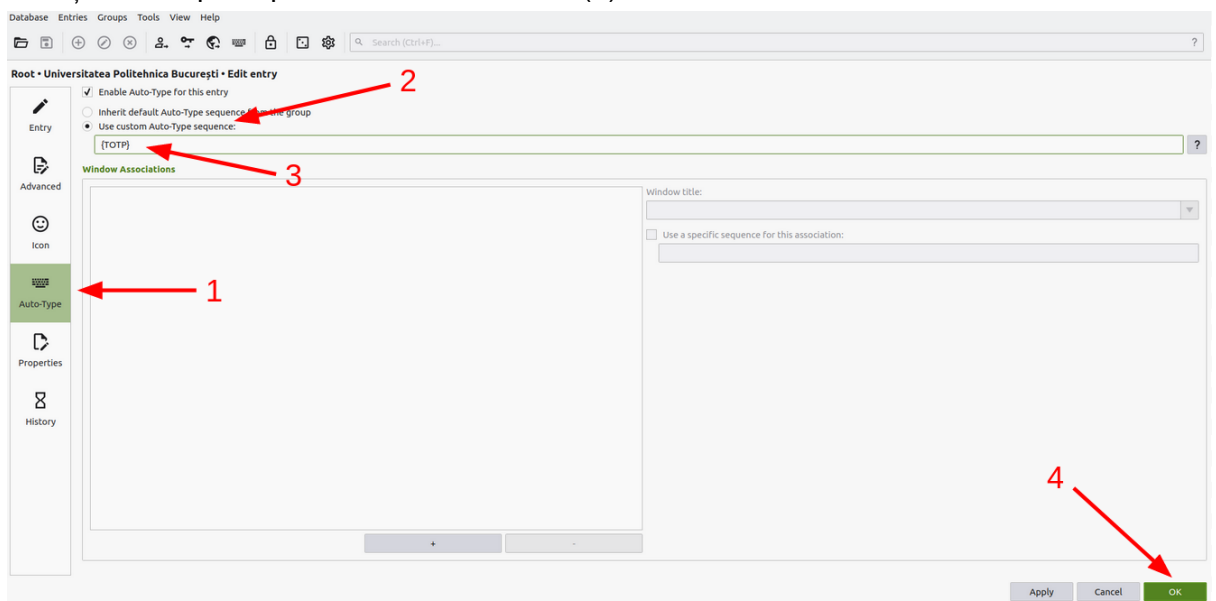 Database Entries Groups Tools View Help
Search (Ctrl+F)... ?
Root • Universitatea Politehnica București • Edit entry
2
Enable Auto-Type for this entry
Inherit default Auto-Type sequence from the group
Use custom Auto-Type sequence:
{TOTP} ?
3
Entry
Window Associations
Advanced
Window title:
Use a specific sequence for this association:
Icon
1
Auto-Type
Properties
History
4
+ -
Apply Cancel OK